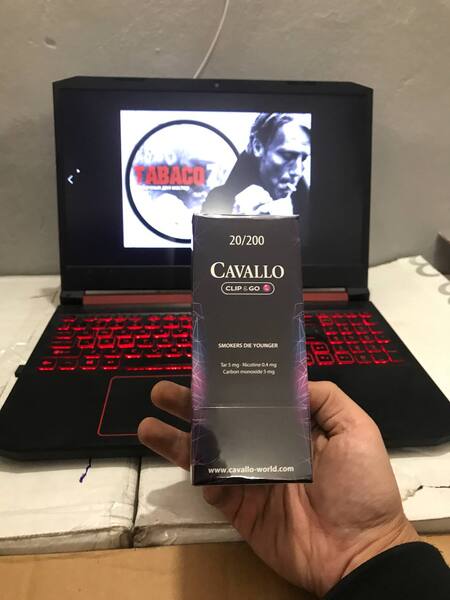 TABACO
20/200
CAVALLO
CLIP & GO
SMOKERS DIE YOUNGER
Tar 5 mg · Nicotine 0.4 mg
Carbon monoxide 5 mg
www.cavallo-world.com